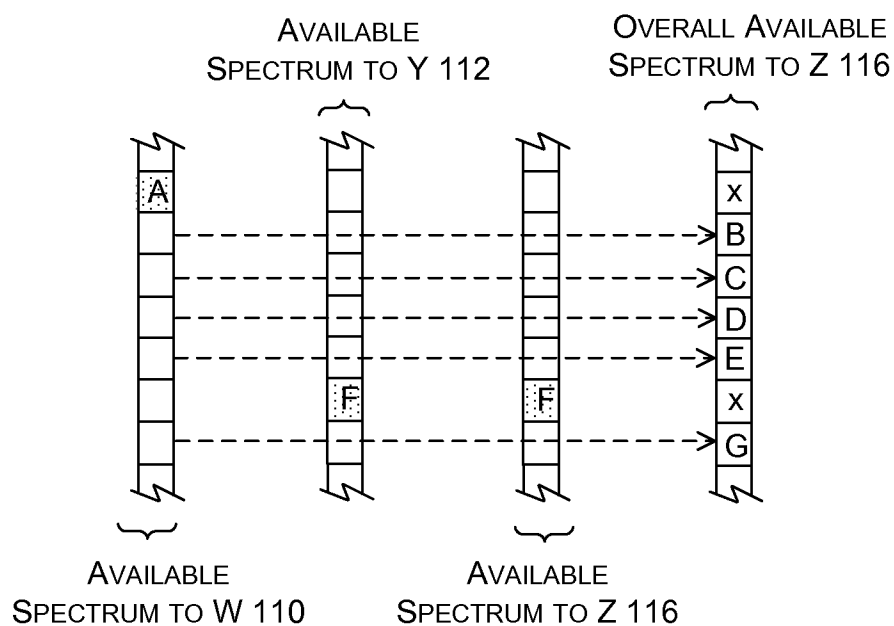 AVAILABLE
SPECTRUM TO Y 112
OVERALL AVAILABLE
SPECTRUM TO Z 116
A
x
B
C
D
E
F
F
x
G
AVAILABLE
SPECTRUM TO W 110
AVAILABLE
SPECTRUM TO Z 116